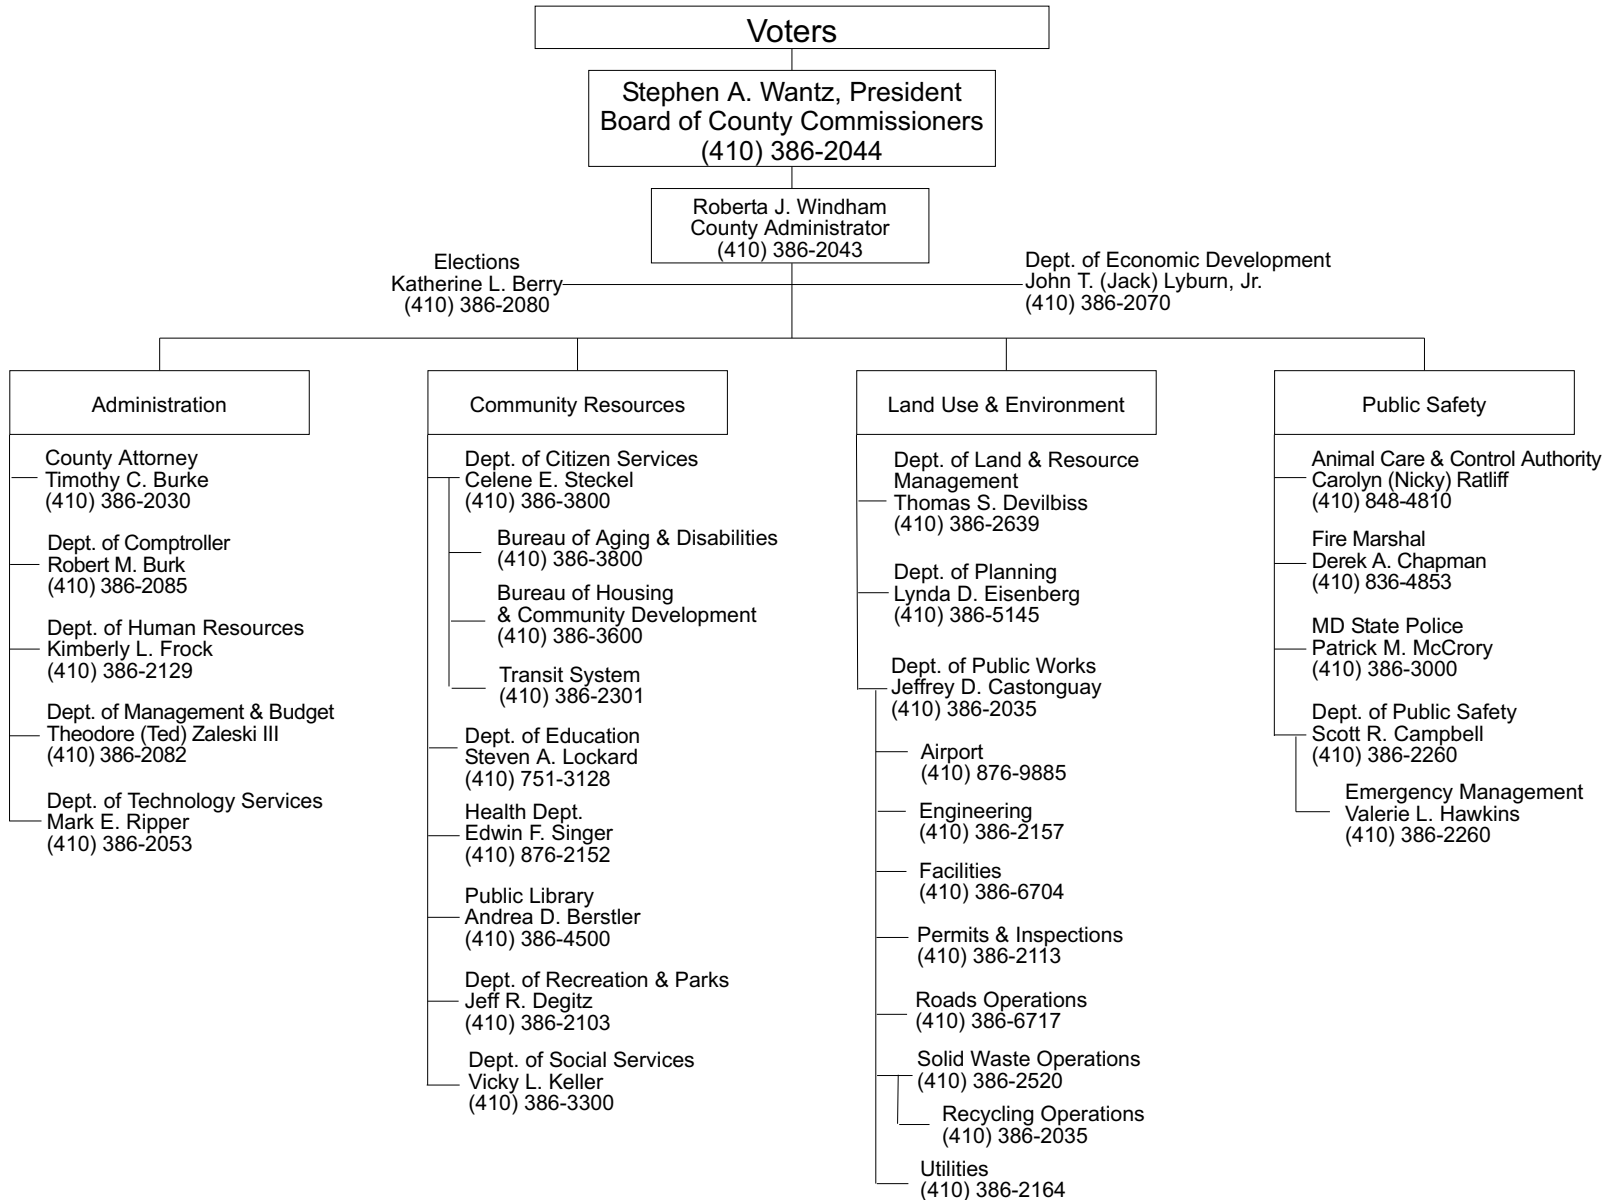 Voters
Stephen A. Wantz, President
Board of County Commissioners
(410) 386-2044
Roberta J. Windham
County Administrator
(410) 386-2043
Elections
Katherine L. Berry
(410) 386-2080
Dept. of Economic Development
John T. (Jack) Lyburn, Jr.
(410) 386-2070
Administration
County Attorney
Timothy C. Burke
(410) 386-2030
Dept. of Comptroller
Robert M. Burk
(410) 386-2085
Dept. of Human Resources
Kimberly L. Frock
(410) 386-2129
Dept. of Management & Budget
Theodore (Ted) Zaleski III
(410) 386-2082
Dept. of Technology Services
Mark E. Ripper
(410) 386-2053
Community Resources
Dept. of Citizen Services
Celene E. Steckel
(410) 386-3800
Bureau of Aging & Disabilities
(410) 386-3800
Bureau of Housing
& Community Development
(410) 386-3600
Transit System
(410) 386-2301
Dept. of Education
Steven A. Lockard
(410) 751-3128
Health Dept.
Edwin F. Singer
(410) 876-2152
Public Library
Andrea D. Berstler
(410) 386-4500
Dept. of Recreation & Parks
Jeff R. Degitz
(410) 386-2103
Dept. of Social Services
Vicky L. Keller
(410) 386-3300
Land Use & Environment
Dept. of Land & Resource
Management
Thomas S. Devilbiss
(410) 386-2639
Dept. of Planning
Lynda D. Eisenberg
(410) 386-5145
Dept. of Public Works
Jeffrey D. Castonguay
(410) 386-2035
Airport
(410) 876-9885
Engineering
(410) 386-2157
Facilities
(410) 386-6704
Permits & Inspections
(410) 386-2113
Roads Operations
(410) 386-6717
Solid Waste Operations
(410) 386-2520
Recycling Operations
(410) 386-2035
Utilities
(410) 386-2164
Public Safety
Animal Care & Control Authority
Carolyn (Nicky) Ratliff
(410) 848-4810
Fire Marshal
Derek A. Chapman
(410) 836-4853
MD State Police
Patrick M. McCrory
(410) 386-3000
Dept. of Public Safety
Scott R. Campbell
(410) 386-2260
Emergency Management
Valerie L. Hawkins
(410) 386-2260